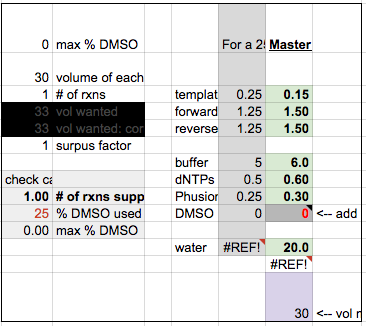 0 max % DMSO For a 25 Master
30 volume of each
1 # of rxns templat 0.25 0.15
33 vol wanted forward 1.25 1.50
33 vol wanted: cor reverse 1.25 1.50
1 surpus factor
buffer 5 6.0
check ca dNTPs 0.5 0.60
1.00 # of rxns supp Phusior 0.25 0.30
25 % DMSO used DMSO 0 0 <-- add
0.00 max % DMSO
water #REF! 20.0
#REF!
30 <-- vol n